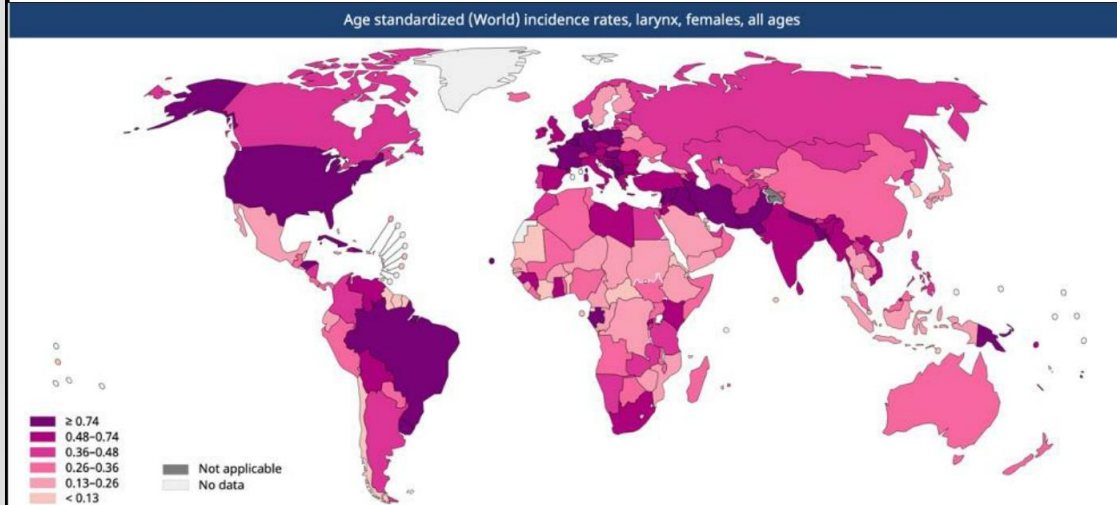 Age standardized (World) incidence rates, larynx, females, all ages
≥ 0.74
0.48–0.74
0.36–0.48
0.26–0.36
0.13–0.26
< 0.13
Not applicable
No data